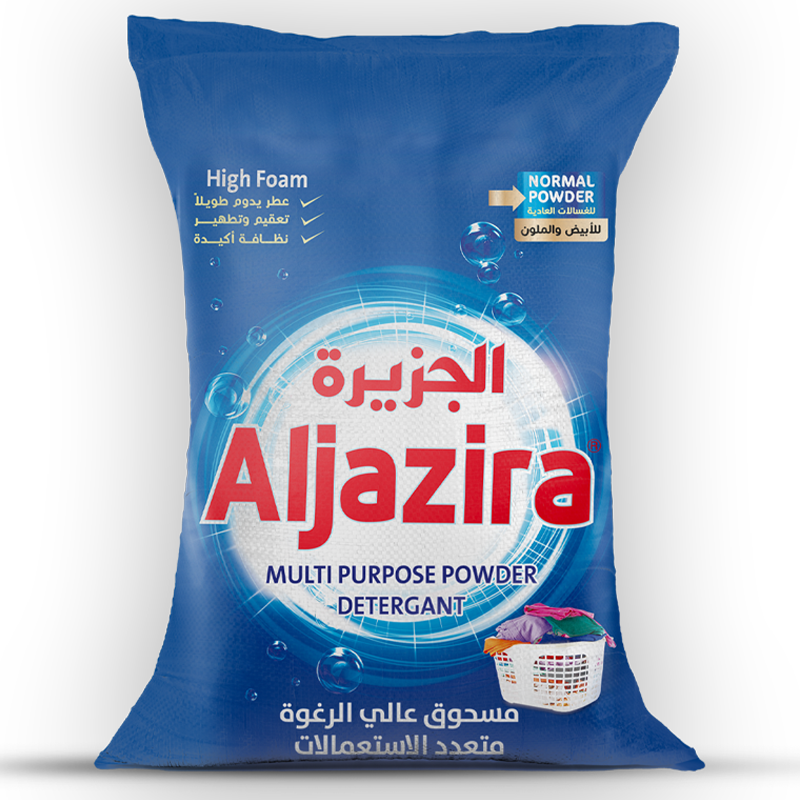 High Foam
عطر يدوم طويلاً
تعقيم وتطهير
نظافة أكيدة
NORMAL
POWDER
للغسالات العادية
للأبيض والملون
الجزيرة
Aljazira
MULTI PURPOSE POWDER
DETERGANT
مسحوق عالي الرغوة
متعدد الاستعمالات